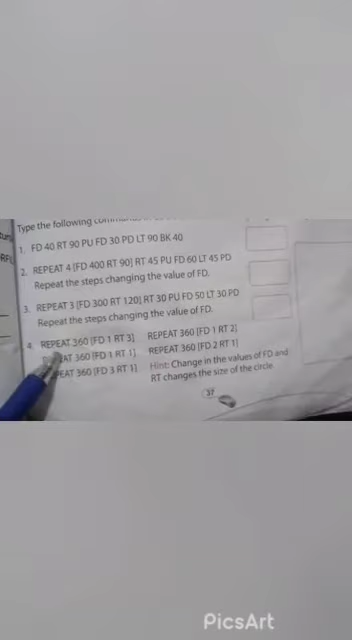 Type the following
1. FD 40 RT 90 PU FD 30 PD LT 90 BK 40
2. REPEAT 4 [FD 400 RT 90] RT 45 PU FD 60 LT 45 PD
Repeat the steps changing the value of FD.
3. REPEAT 3 [FD 300 RT 120] RT 30 PU FD 50 LT 30 PD
Repeat the steps changing the value of FD.
4. REPEAT 360 [FD 1 RT 3] REPEAT 360 [FD 1 RT 2]
360 [FD 1 RT 1] REPEAT 360 [FD 2 RT 1]
360 [FD 3 RT 1] Hint: Change in the values of FD and
RT changes the size of the circle.
37
PicsArt